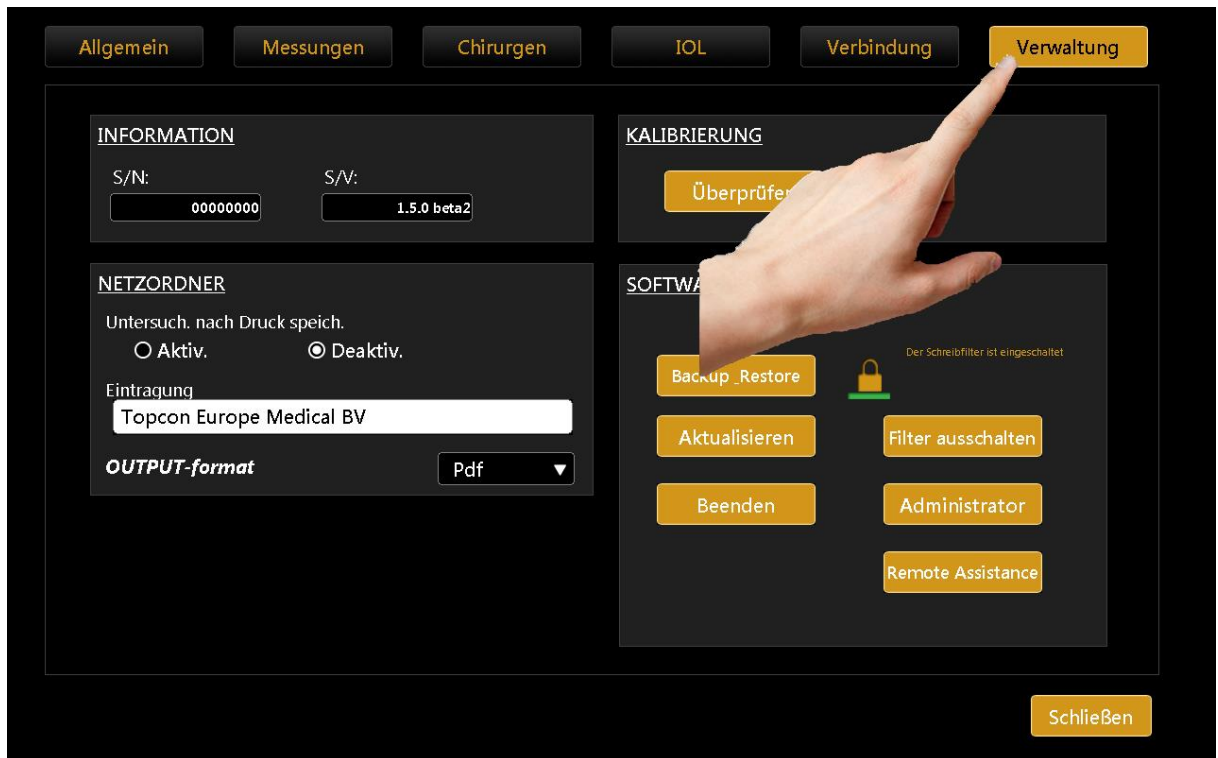 Allgemein Messungen Chirurgen IOL Verbindung Verwaltung
INFORMATION
S/N: S/V:
00000000 1.5.0 beta2
KALIBRIERUNG
NETZORDNER
Untersuch. nach Druck speich.
Aktiv. Deaktiv.
Eintragung
Topcon Europe Medical BV
OUTPUT-format Pdf
Der Schreibfilter ist eingeschaltet
Backup_Restore
Aktualisieren Filter ausschalten
Beenden Administrator
Remote Assistance
Schließen